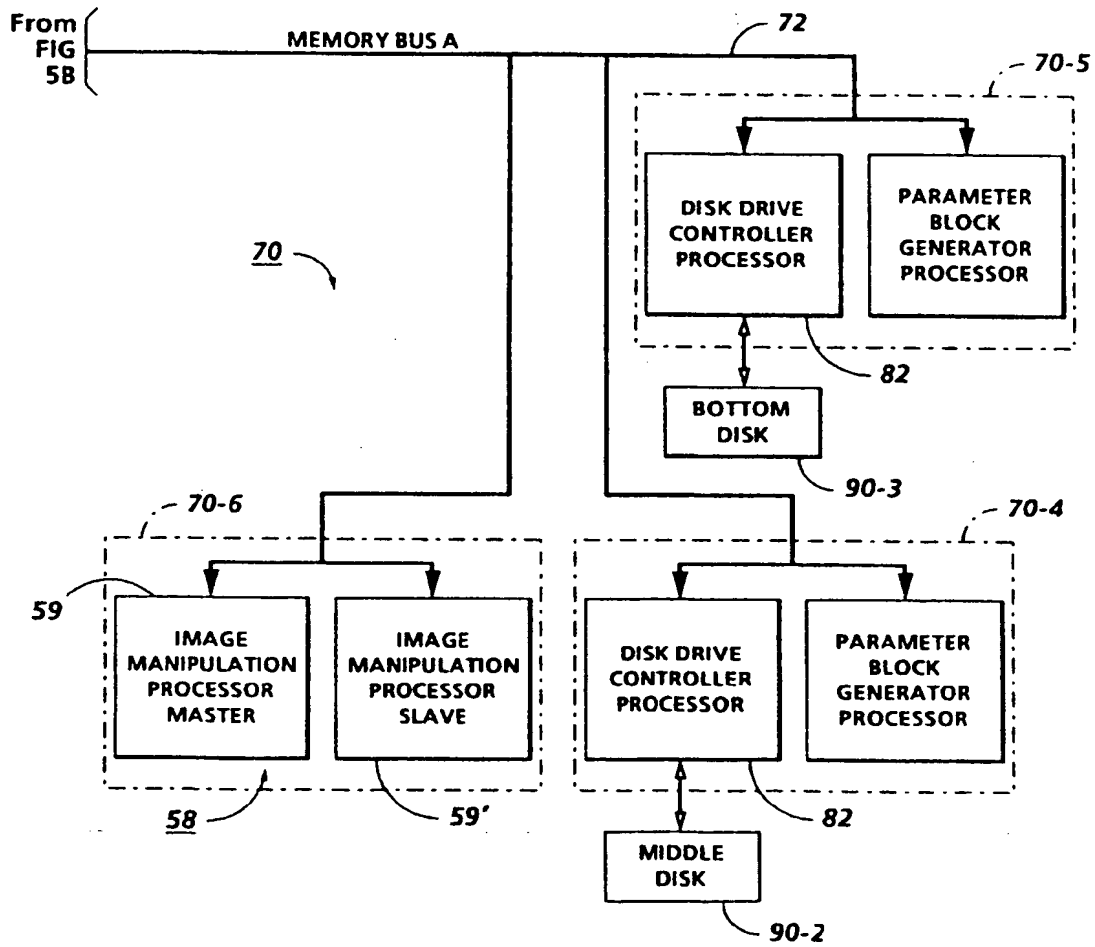 From
FIG
5B
MEMORY BUS A
72
70-5
DISK DRIVE
CONTROLLER
PROCESSOR
PARAMETER
BLOCK
GENERATOR
PROCESSOR
70
82
BOTTOM
DISK
90-3
70-6
70-4
59
IMAGE
MANIPULATION
PROCESSOR
MASTER
IMAGE
MANIPULATION
PROCESSOR
SLAVE
DISK DRIVE
CONTROLLER
PROCESSOR
PARAMETER
BLOCK
GENERATOR
PROCESSOR
58
59'
82
MIDDLE
DISK
90-2